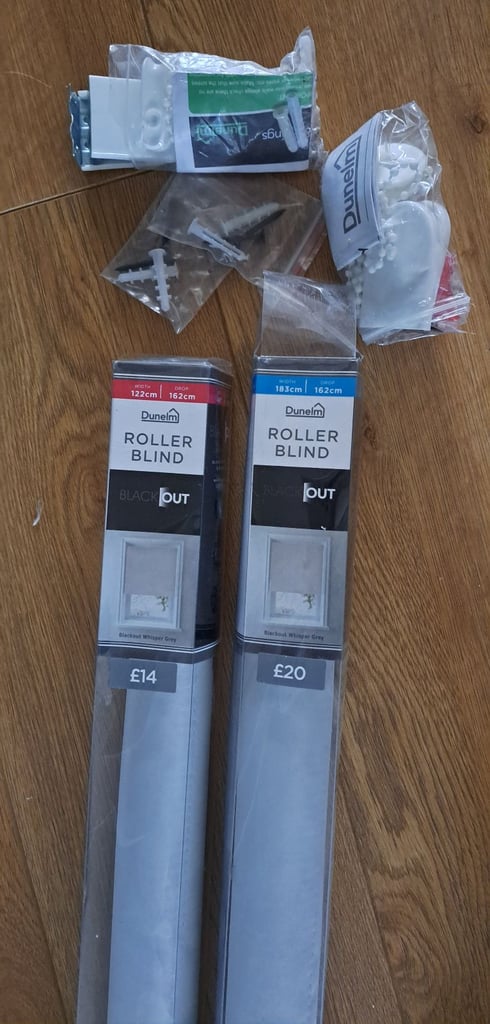 Dunelm
ngs
Dunelm
WIDTH DROP
122cm 162cm
Dunelm
ROLLER
BLIND
BLACKOUT
Blackout Whisper Grey
£14
WIDTH DROP
183cm 162cm
Dunelm
ROLLER
BLIND
BLACKOUT
Blackout Whisper Grey
£20